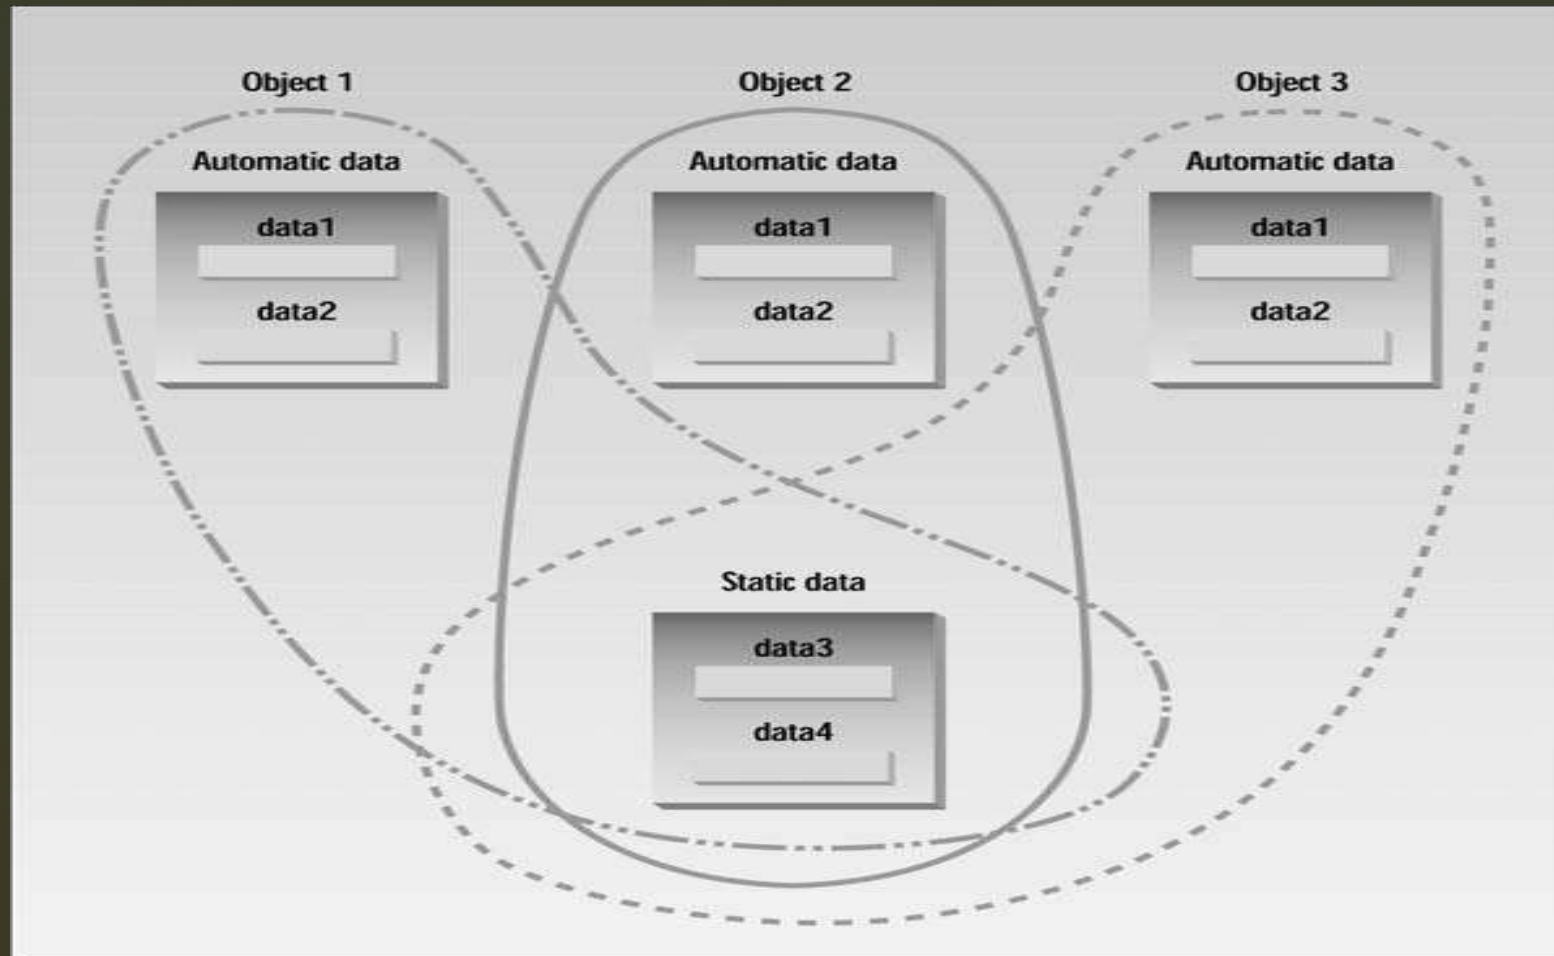 Object 1
Object 2
Object 3
Automatic data
Automatic data
Automatic data
data1
data1
data1
data2
data2
data2
Static data
data3
data4